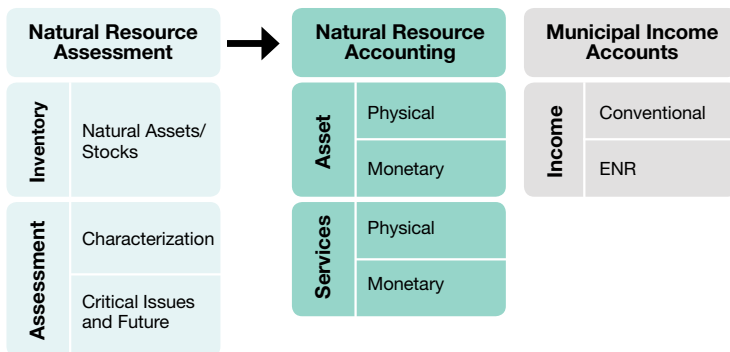 Natural Resource
Assessment
Inventory
Natural Assets/
Stocks
Assessment
Characterization
Critical Issues
and Future
Natural Resource
Accounting
Asset
Physical
Monetary
Services
Physical
Monetary
Municipal Income
Accounts
Income
Conventional
ENR